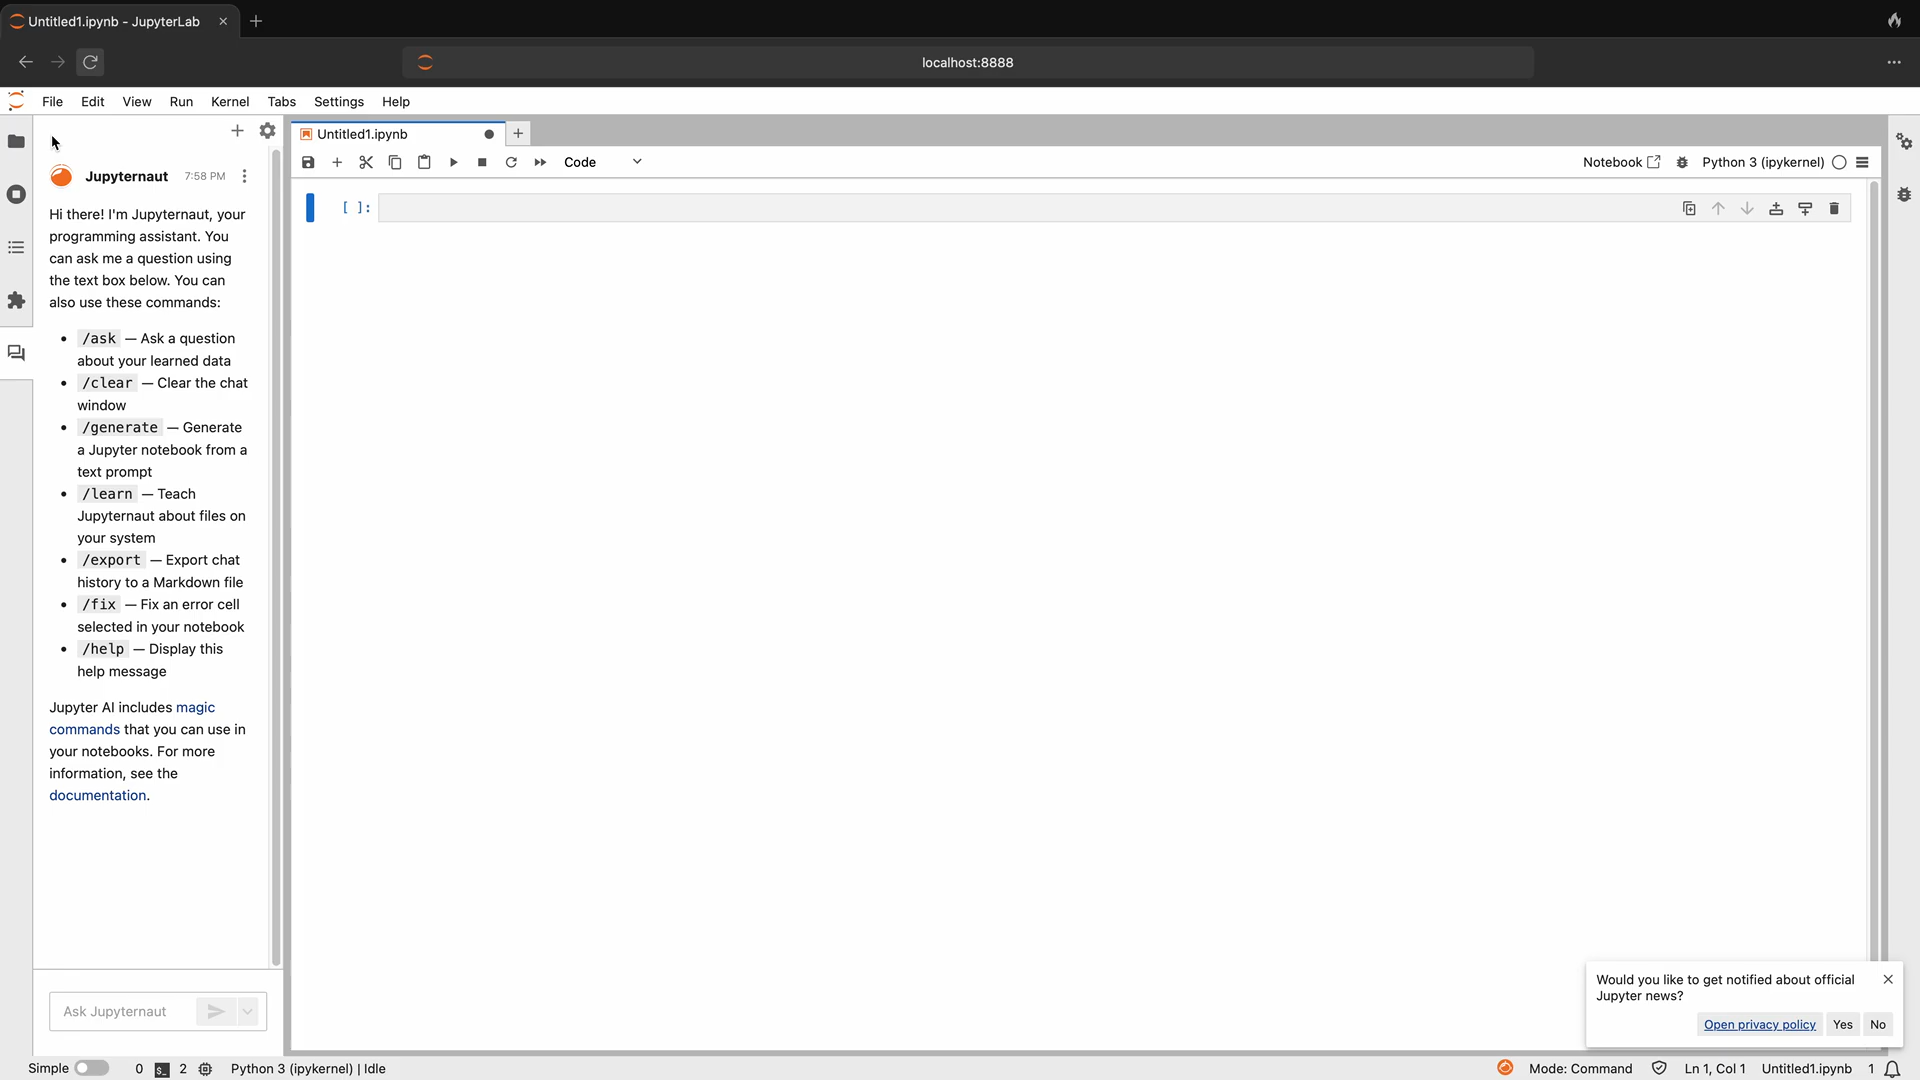 Untitled1.ipynb - JupyterLab
localhost:8888
File Edit View Run Kernel Tabs Settings Help
Untitled1.ipynb
Code
Notebook
Python 3 (ipykernel)
[ ]:
Jupyternaut 7:58 PM
Hi there! I'm Jupyternaut, your
programming assistant. You
can ask me a question using
the text box below. You can
also use these commands:
• /ask — Ask a question
about your learned data
• /clear — Clear the chat
window
• /generate — Generate
a Jupyter notebook from a
text prompt
• /learn — Teach
Jupyternaut about files on
your system
• /export — Export chat
history to a Markdown file
• /fix — Fix an error cell
selected in your notebook
• /help — Display this
help message
Jupyter AI includes magic
commands that you can use in
your notebooks. For more
information, see the
documentation.
Ask Jupyternaut
Would you like to get notified about official
Jupyter news?
Open privacy policy Yes No
Simple 0 $_ 2 Python 3 (ipykernel) | Idle
Mode: Command Ln 1, Col 1 Untitled1.ipynb 1